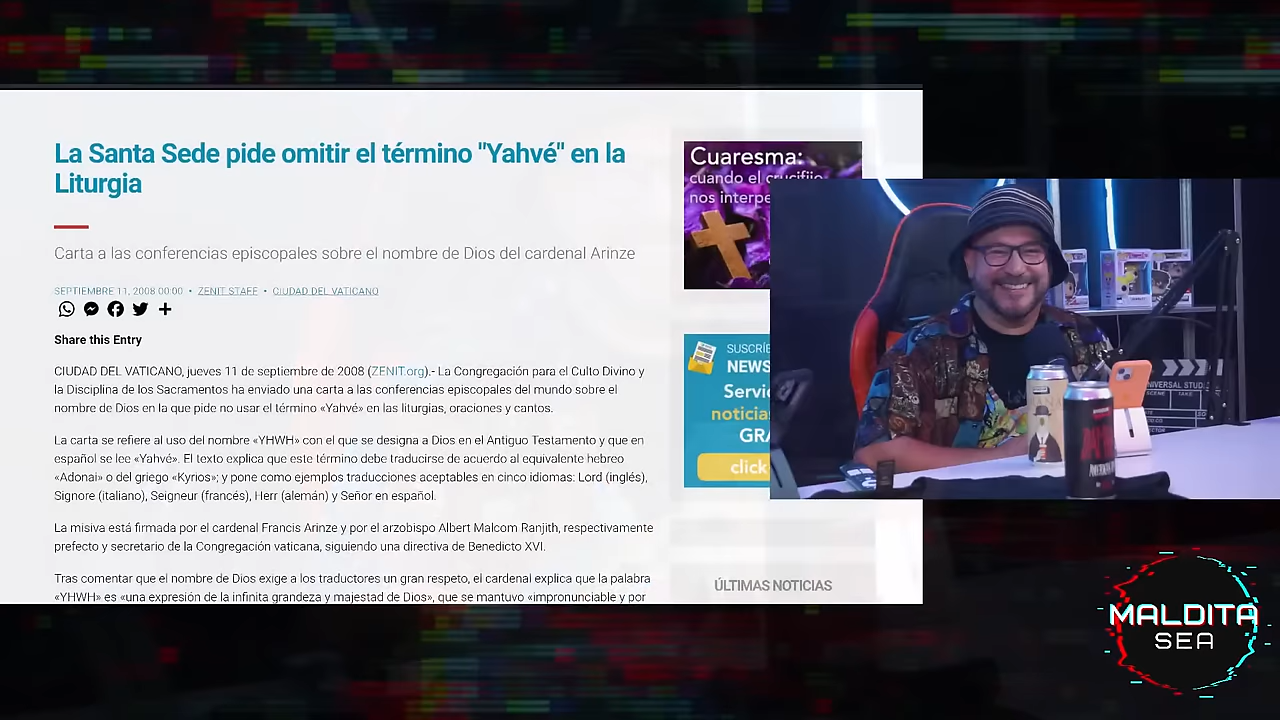 La Santa Sede pide omitir el término "Yahvé" en la
Liturgia
Carta a las conferencias episcopales sobre el nombre de Dios del cardenal Arinze
SEPTIEMBRE 11, 2008 00:00 • ZENIT STAFF • CIUDAD DEL VATICANO
Share this Entry
CIUDAD DEL VATICANO, jueves 11 de septiembre de 2008 (ZENIT.org).- La Congregación para el Culto Divino y
la Disciplina de los Sacramentos ha enviado una carta a las conferencias episcopales del mundo sobre el
nombre de Dios en la que pide no usar el término «Yahvé» en las liturgias, oraciones y cantos.
La carta se refiere al uso del nombre «YHWH» con el que se designa a Dios en el Antiguo Testamento y que en
español se lee «Yahvé». El texto explica que este término debe traducirse de acuerdo al equivalente hebreo
«Adonai» o del griego «Kyrios»; y pone como ejemplos traducciones aceptables en cinco idiomas: Lord (inglés),
Signore (italiano), Seigneur (francés), Herr (alemán) y Señor en español.
La misiva está firmada por el cardenal Francis Arinze y por el arzobispo Albert Malcom Ranjith, respectivamente
prefecto y secretario de la Congregación vaticana, siguiendo una directiva de Benedicto XVI.
Tras comentar que el nombre de Dios exige a los traductores un gran respeto, el cardenal explica que la palabra
«YHWH» es «una expresión de la infinita grandeza y majestad de Dios», que se mantuvo «impronunciable y por
Cuaresma:
cuando el crucifijo
nos interpe
SUSCRÍBE
NEWS
Servic
noticias
GRA
click
ÚLTIMAS NOTICIAS
UNIVERSAL STUDI
SCENE TAKE
MALDITA
SEA